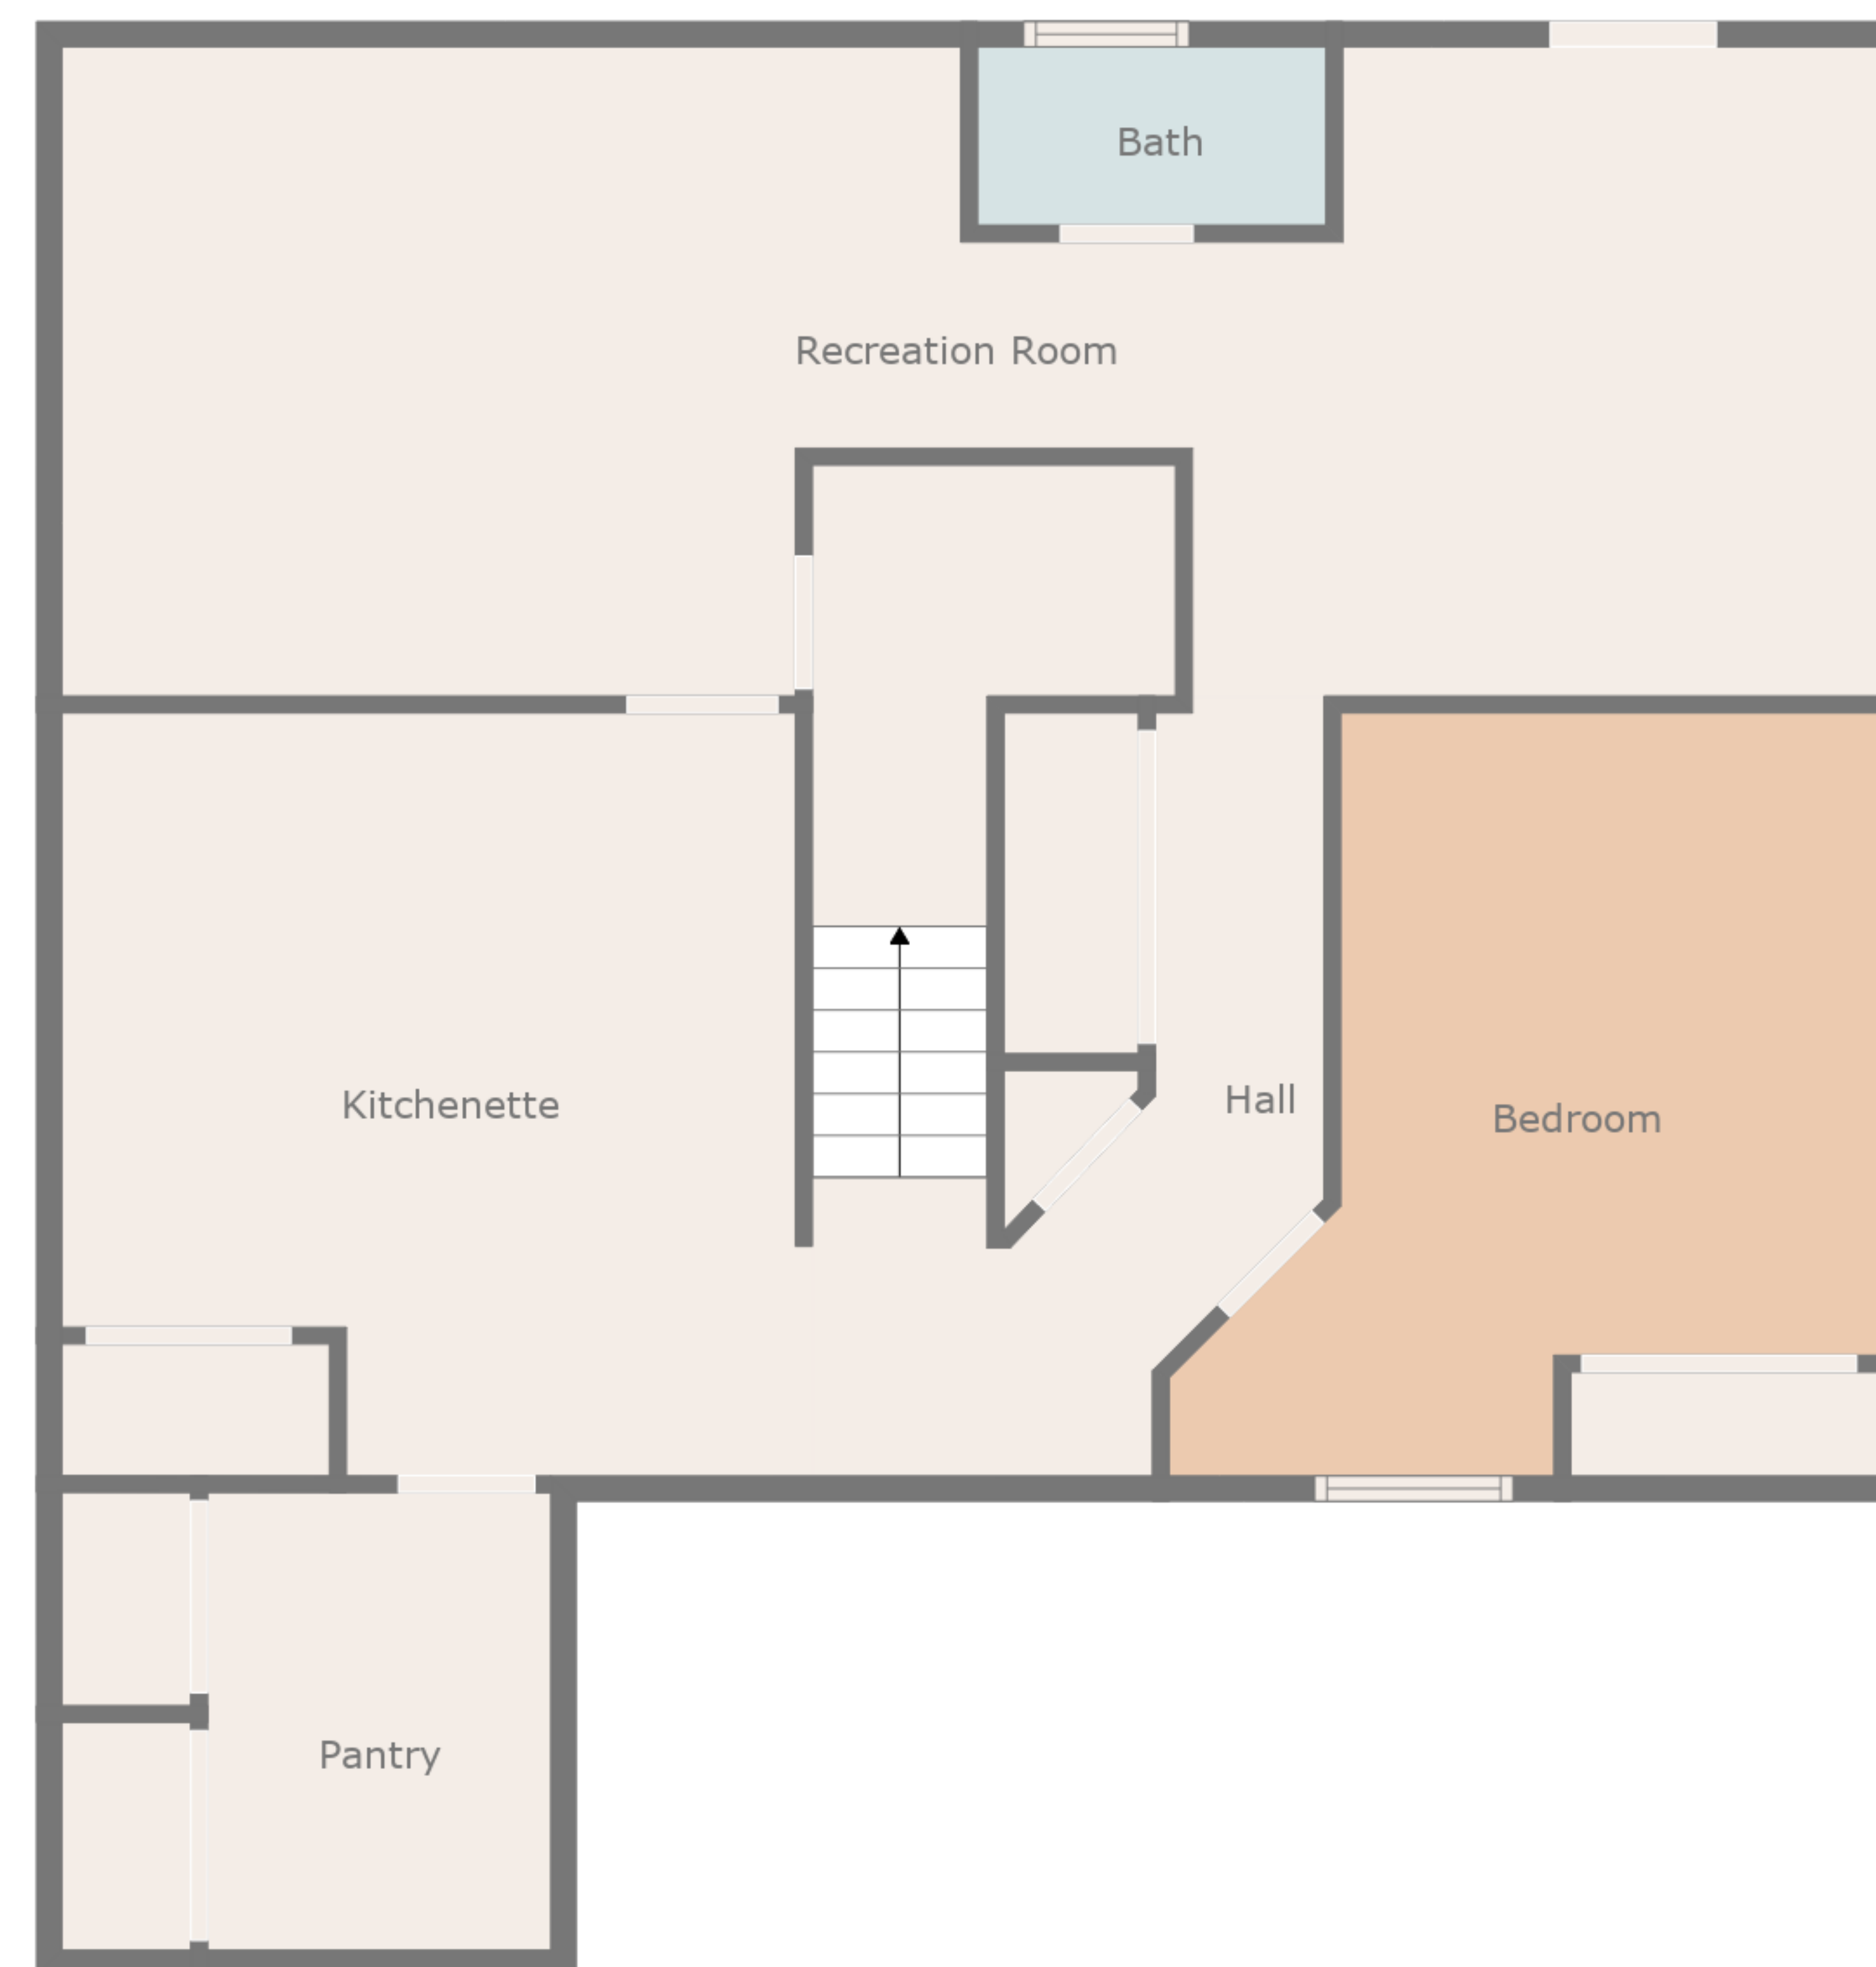 Bath
Recreation Room
Kitchenette
Hall
Bedroom
Pantry